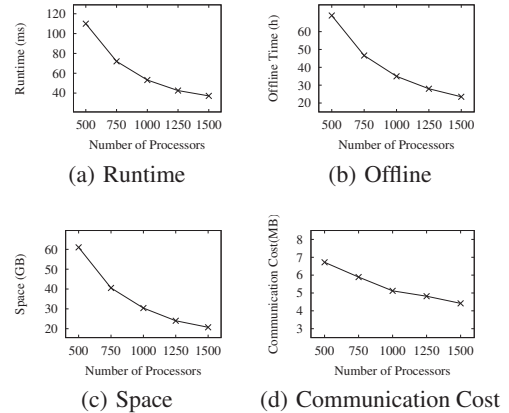 120
100
80
60
40
Runtime (ms)
500 750 1000 1250 1500
Number of Processors
(a) Runtime
60
50
40
30
20
Offline Time (h)
500 750 1000 1250 1500
Number of Processors
(b) Offline
60
50
40
30
20
Space (GB)
500 750 1000 1250 1500
Number of Processors
(c) Space
8
7
6
5
4
3
Communication Cost(MB)
500 750 1000 1250 1500
Number of Processors
(d) Communication Cost